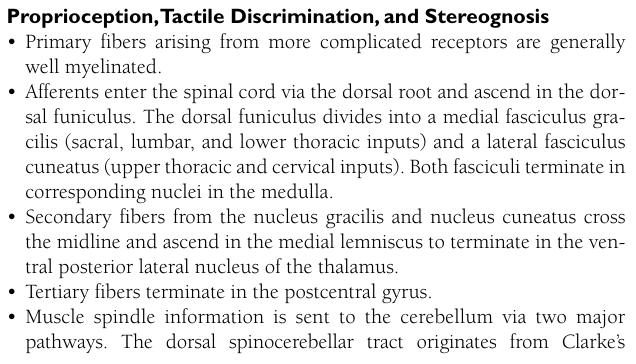 Proprioception, Tactile Discrimination, and Stereognosis
• Primary fibers arising from more complicated receptors are generally
well myelinated.
• Afferents enter the spinal cord via the dorsal root and ascend in the dor-
sal funiculus. The dorsal funiculus divides into a medial fasciculus gra-
cilis (sacral, lumbar, and lower thoracic inputs) and a lateral fasciculus
cuneatus (upper thoracic and cervical inputs). Both fasciculi terminate in
corresponding nuclei in the medulla.
• Secondary fibers from the nucleus gracilis and nucleus cuneatus cross
the midline and ascend in the medial lemniscus to terminate in the ven-
tral posterior lateral nucleus of the thalamus.
• Tertiary fibers terminate in the postcentral gyrus.
• Muscle spindle information is sent to the cerebellum via two major
pathways. The dorsal spinocerebellar tract originates from Clarke’s